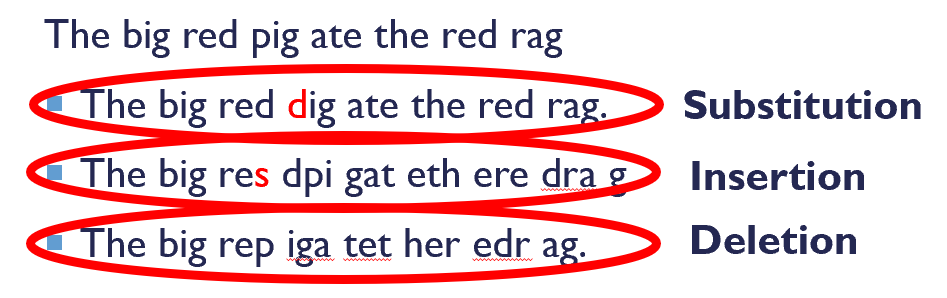 The big red pig ate the red rag
The big red dig ate the red rag. Substitution
The big res dpi gat eth ere dra g Insertion
The big rep iga tet her edr ag. Deletion